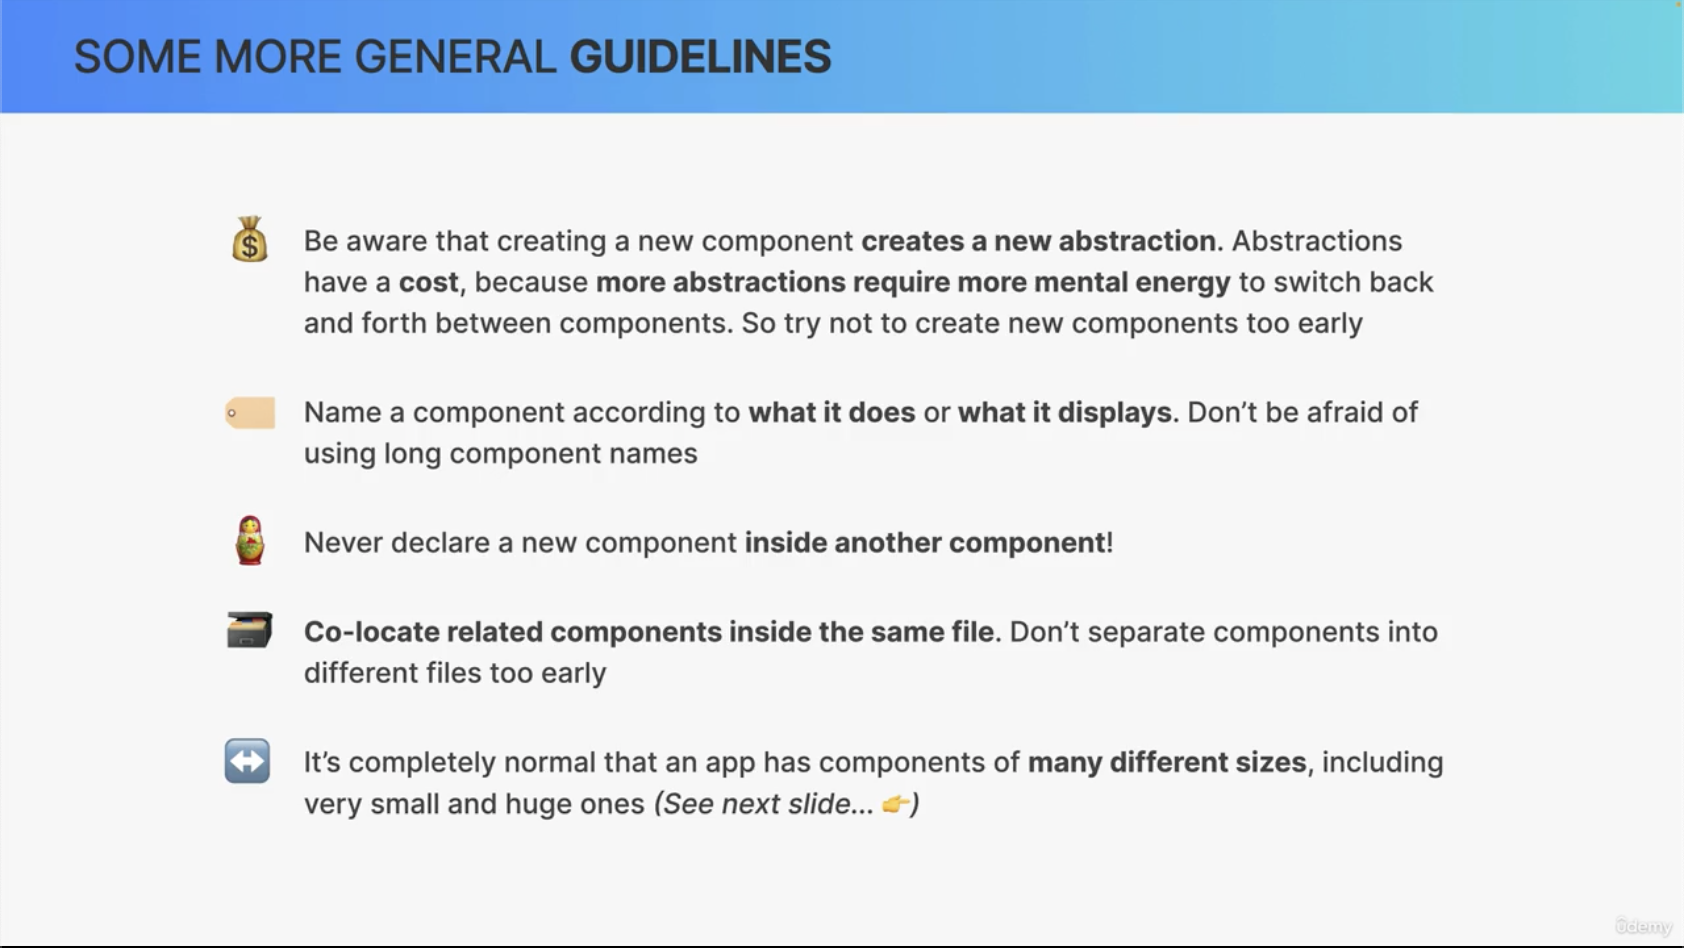 SOME MORE GENERAL GUIDELINES
Be aware that creating a new component creates a new abstraction. Abstractions
have a cost, because more abstractions require more mental energy to switch back
and forth between components. So try not to create new components too early
Name a component according to what it does or what it displays. Don’t be afraid of
using long component names
Never declare a new component inside another component!
Co-locate related components inside the same file. Don’t separate components into
different files too early
It’s completely normal that an app has components of many different sizes, including
very small and huge ones (See next slide... 👉)
ûdemy